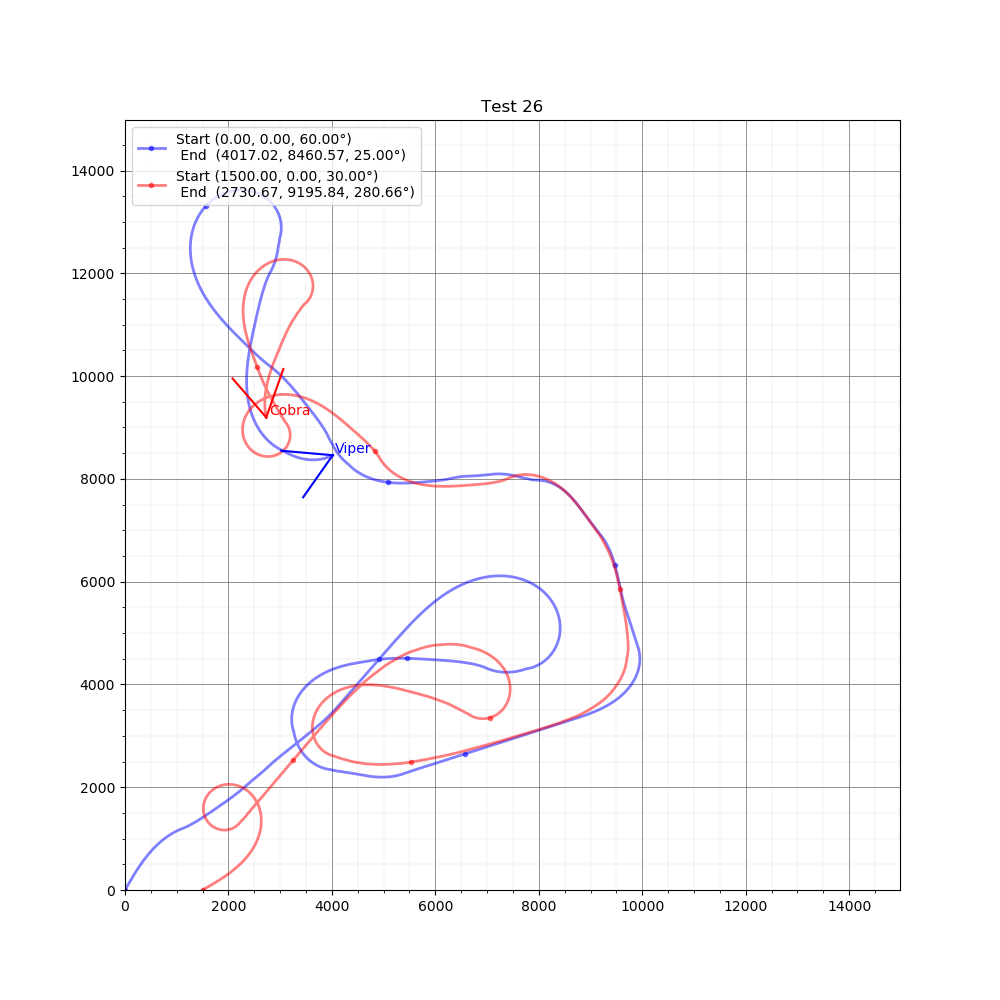 Test 26
Start (0.00, 0.00, 60.00°)
End (4017.02, 8460.57, 25.00°)
Start (1500.00, 0.00, 30.00°)
End (2730.67, 9195.84, 280.66°)
14000
12000
10000
8000
6000
4000
2000
0
Cobra
Viper
0 2000 4000 6000 8000 10000 12000 14000